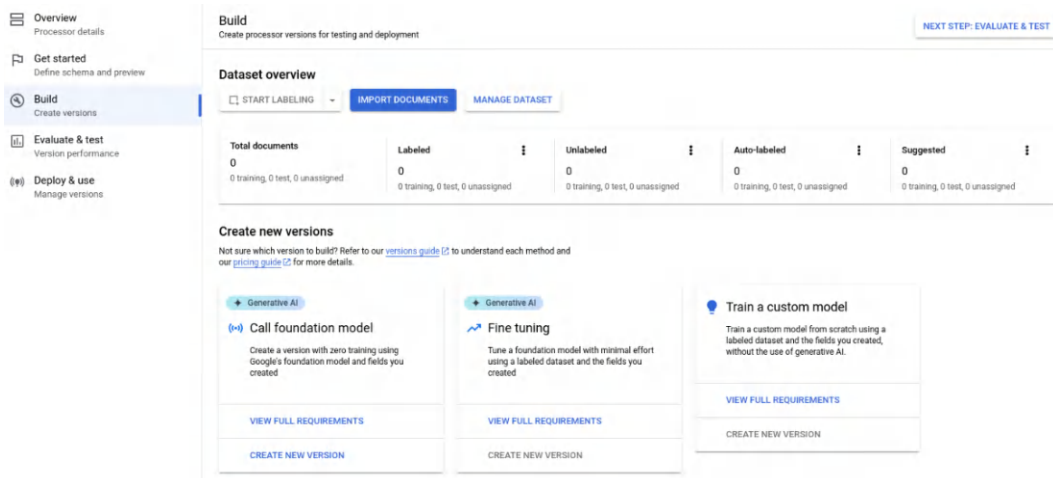 Overview
Processor details
Get started
Define schema and preview
Build
Create versions
Evaluate & test
Version performance
Deploy & use
Manage versions
Build
Create processor versions for testing and deployment
NEXT STEP: EVALUATE & TEST
Dataset overview
START LABELING
IMPORT DOCUMENTS
MANAGE DATASET
Total documents
0
0 training, 0 test, 0 unassigned
Labeled
0
0 training, 0 test, 0 unassigned
Unlabeled
0
0 training, 0 test, 0 unassigned
Auto-labeled
0
0 training, 0 test, 0 unassigned
Suggested
0
0 training, 0 test, 0 unassigned
Create new versions
Not sure which version to build? Refer to our versions guide to understand each method and
our pricing guide for more details.
Generative AI
Call foundation model
Create a version with zero training using
Google's foundation model and fields you
created
VIEW FULL REQUIREMENTS
CREATE NEW VERSION
Generative AI
Fine tuning
Tune a foundation model with minimal effort
using a labeled dataset and the fields you
created
VIEW FULL REQUIREMENTS
CREATE NEW VERSION
Train a custom model
Train a custom model from scratch using a
labeled dataset and the fields you created,
without the use of generative AI.
VIEW FULL REQUIREMENTS
CREATE NEW VERSION